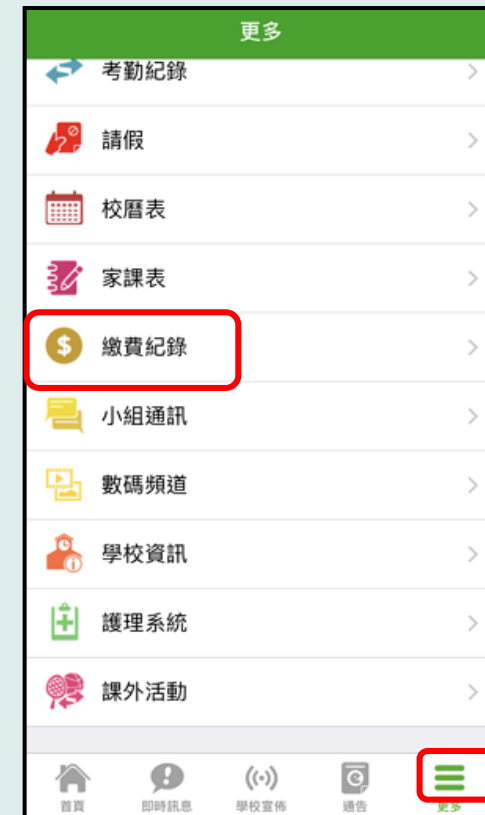 更多
考勤紀錄
請假
校曆表
家課表
繳費紀錄
小組通訊
數碼頻道
學校資訊
護理系統
課外活動
首頁 即時訊息 學校宣佈 通告 更多